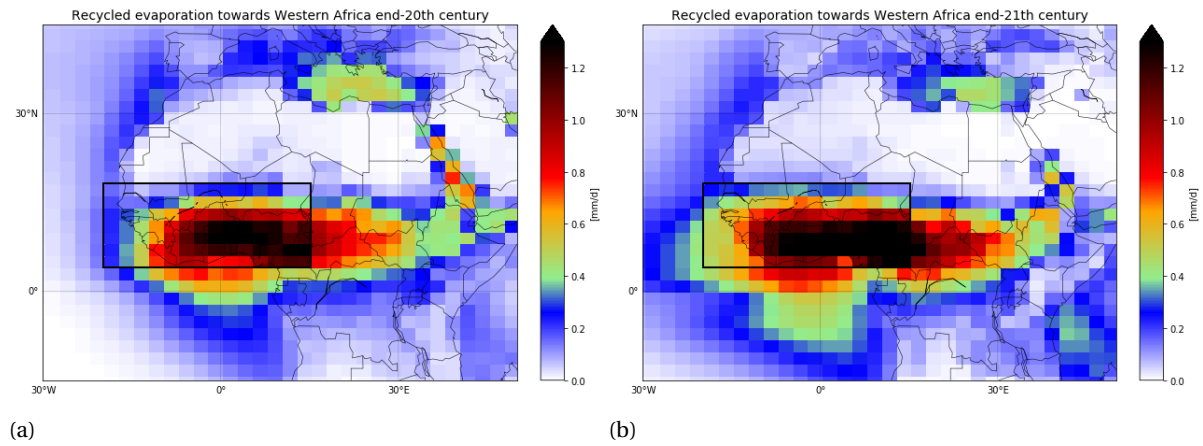 Recycled evaporation towards Western Africa end-20th century
30°N
0°
30°W
0°
30°E
1.2
1.0
0.8
0.6
0.4
0.2
0.0
[mm/d]
(a)
Recycled evaporation towards Western Africa end-21th century
30°N
0°
30°W
0°
30°E
1.2
1.0
0.8
0.6
0.4
0.2
0.0
[mm/d]
(b)